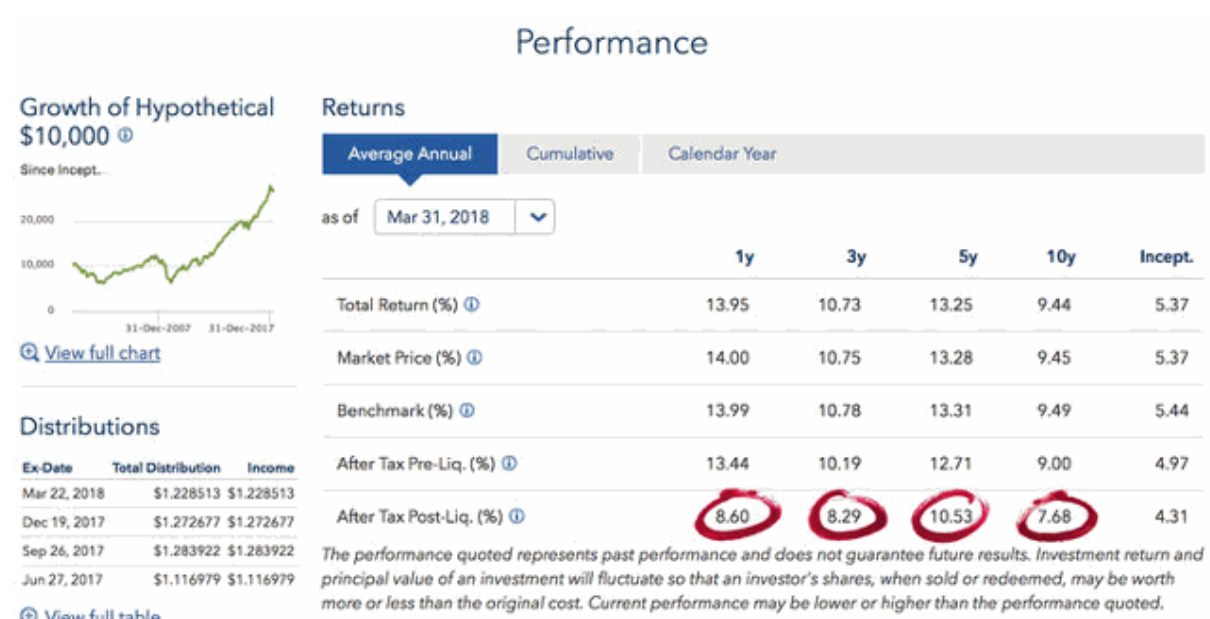 Performance
Growth of Hypothetical
$10,000
Since Incept.
20,000
10,000
0
31-Dec-2007 31-Dec-2017
View full chart
Distributions
Ex-Date Total Distribution Income
Mar 22, 2018 $1.228513 $1.228513
Dec 19, 2017 $1.272677 $1.272677
Sep 26, 2017 $1.283922 $1.283922
Jun 27, 2017 $1.116979 $1.116979
View full table
Returns
Average Annual Cumulative Calendar Year
as of Mar 31, 2018
1y 3y 5y 10y Incept.
Total Return (%) 13.95 10.73 13.25 9.44 5.37
Market Price (%) 14.00 10.75 13.28 9.45 5.37
Benchmark (%) 13.99 10.78 13.31 9.49 5.44
After Tax Pre-Liq. (%) 13.44 10.19 12.71 9.00 4.97
After Tax Post-Liq. (%) 8.60 8.29 10.53 7.68 4.31
The performance quoted represents past performance and does not guarantee future results. Investment return and
principal value of an investment will fluctuate so that an investor's shares, when sold or redeemed, may be worth
more or less than the original cost. Current performance may be lower or higher than the performance quoted.